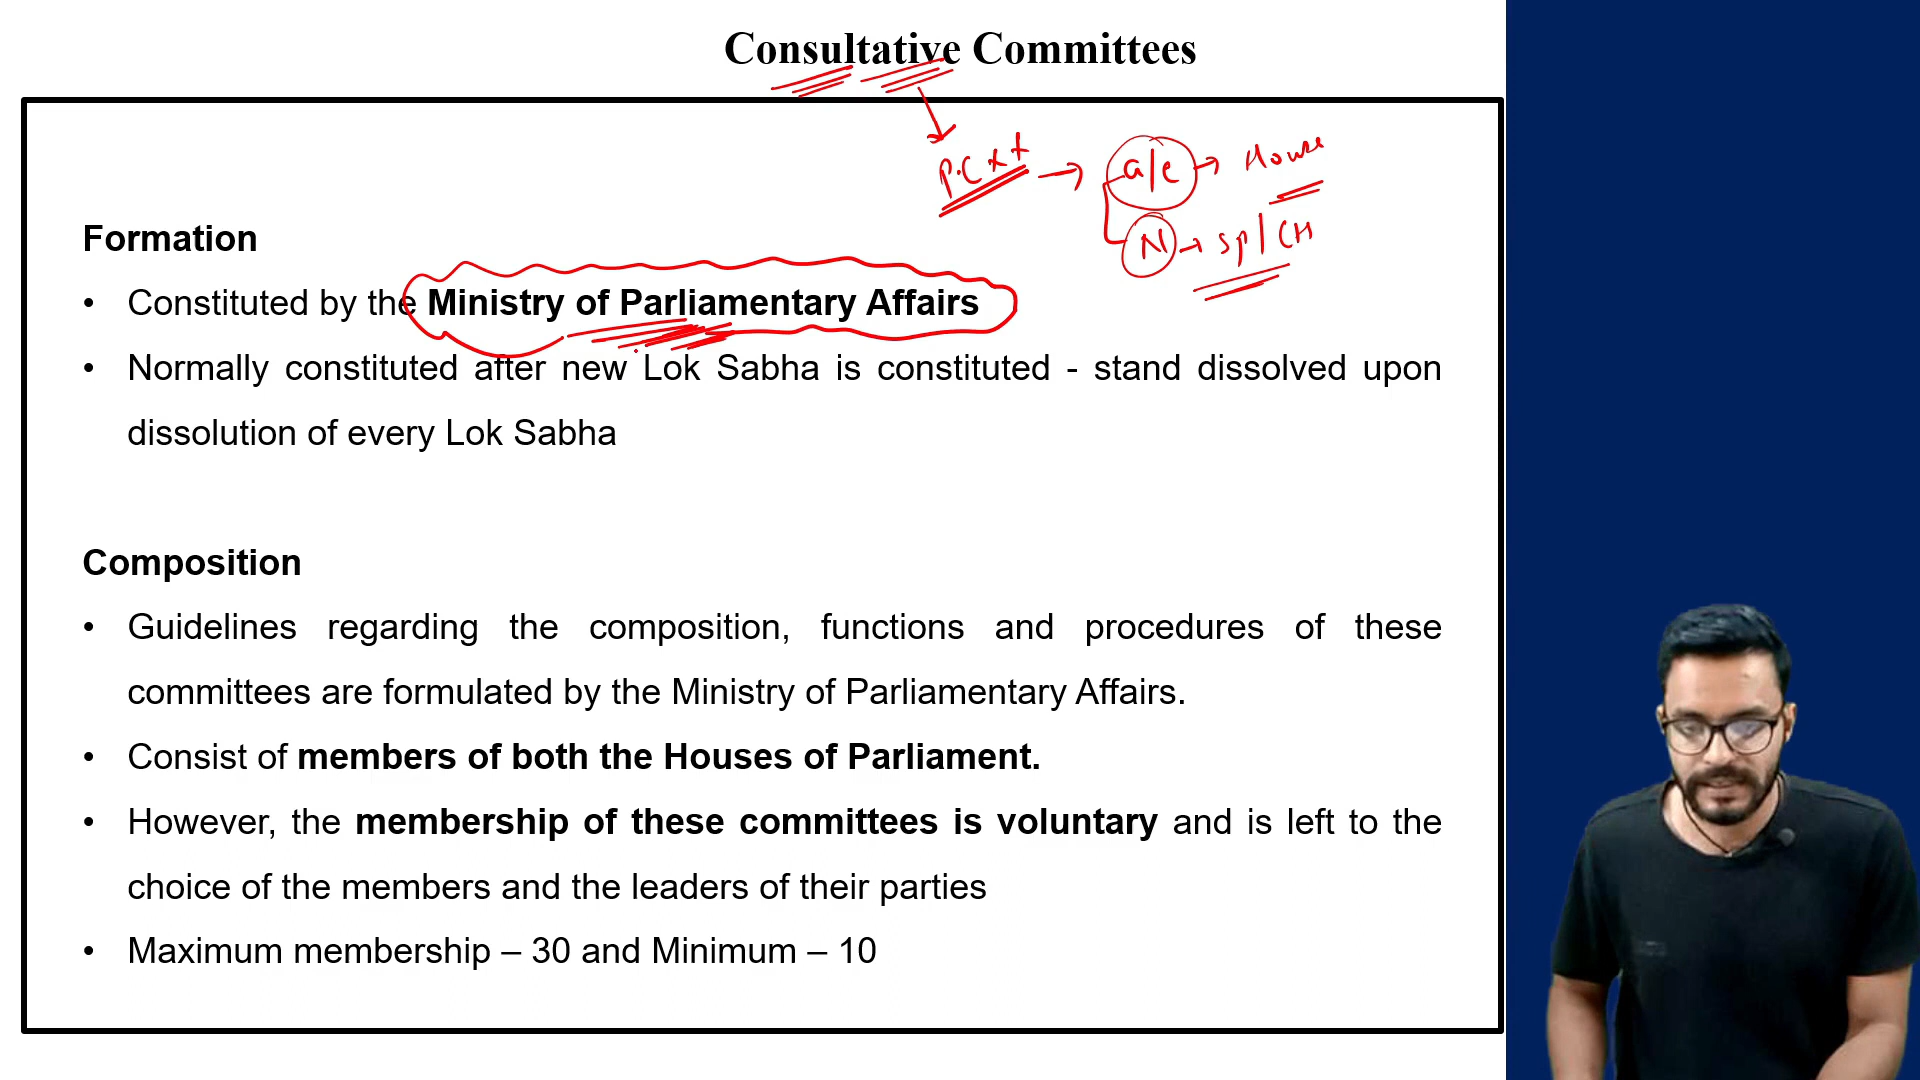 Consultative Committees
a/e → House
N → Sp/CH
Formation
• Constituted by the Ministry of Parliamentary Affairs
• Normally constituted after new Lok Sabha is constituted - stand dissolved upon
dissolution of every Lok Sabha
Composition
• Guidelines regarding the composition, functions and procedures of these
committees are formulated by the Ministry of Parliamentary Affairs.
• Consist of members of both the Houses of Parliament.
• However, the membership of these committees is voluntary and is left to the
choice of the members and the leaders of their parties
• Maximum membership – 30 and Minimum – 10